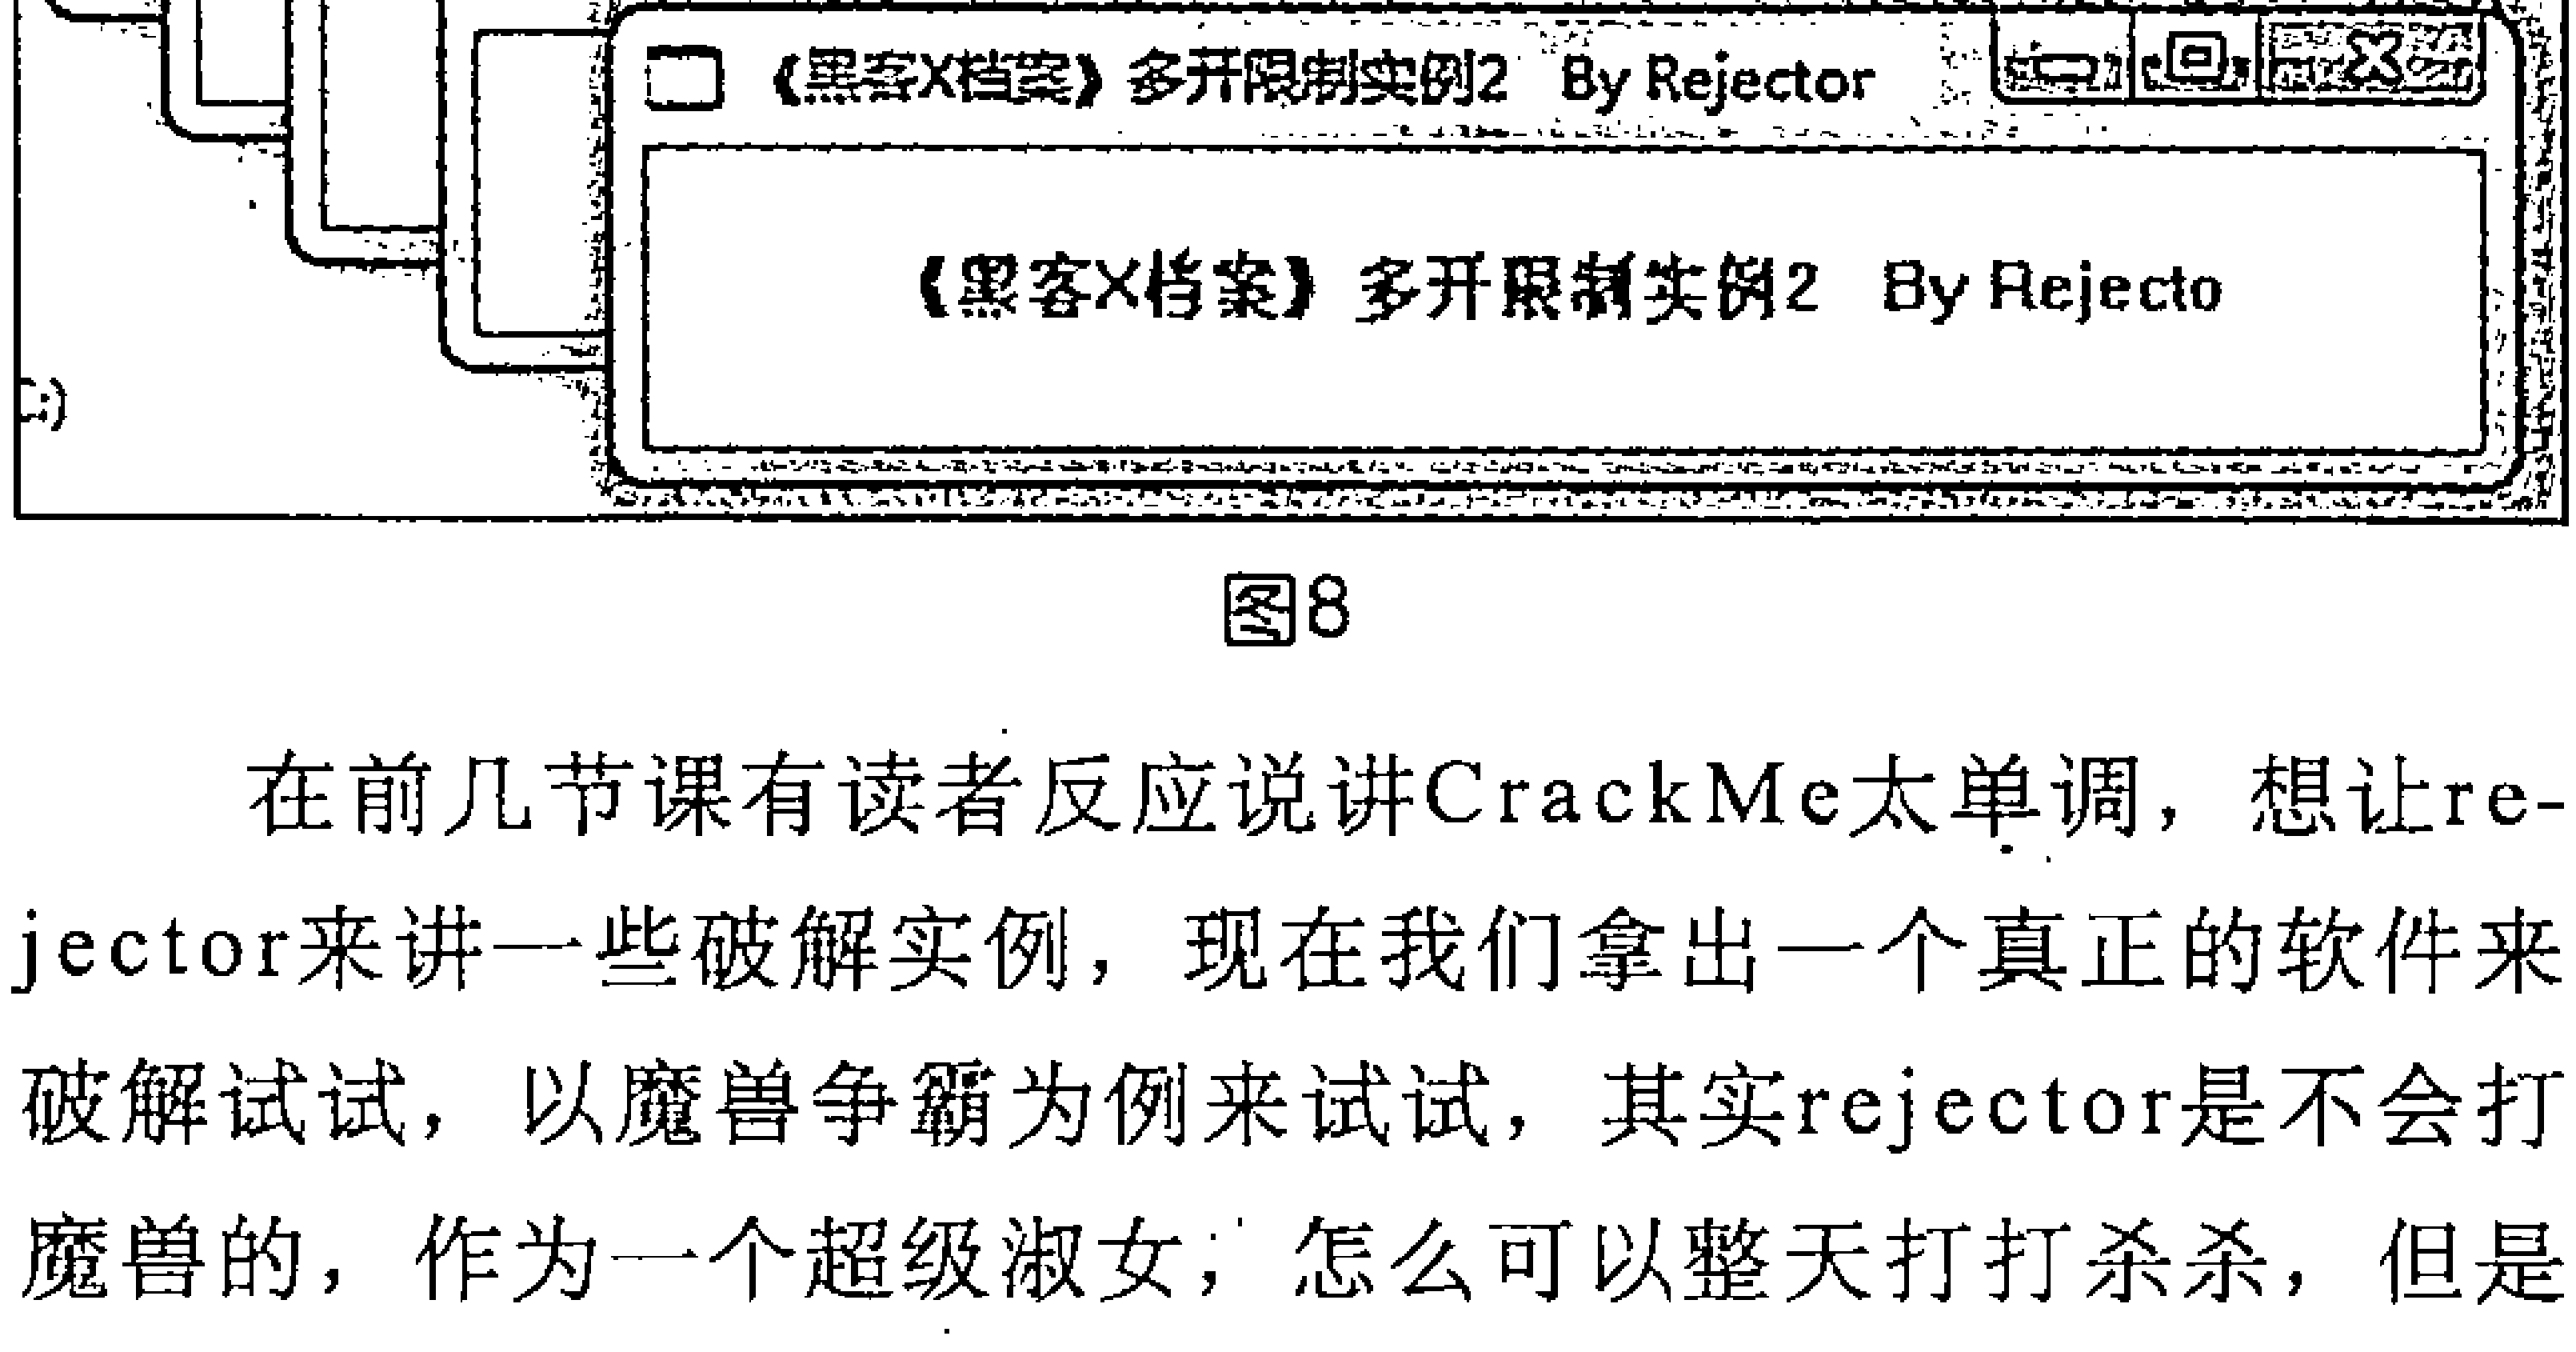 《黑客X档案》多开限制实例2 By Rejector
《黑客X档案》多开限制实例2 By Rejecto
:)
图8
在前几节课有读者反应说讲CrackMe太单调，想让re-
jector来讲一些破解实例，现在我们拿出一个真正的软件来
破解试试，以魔兽争霸为例来试试，其实rejector是不会打
魔兽的，作为一个超级淑女，怎么可以整天打打杀杀，但是